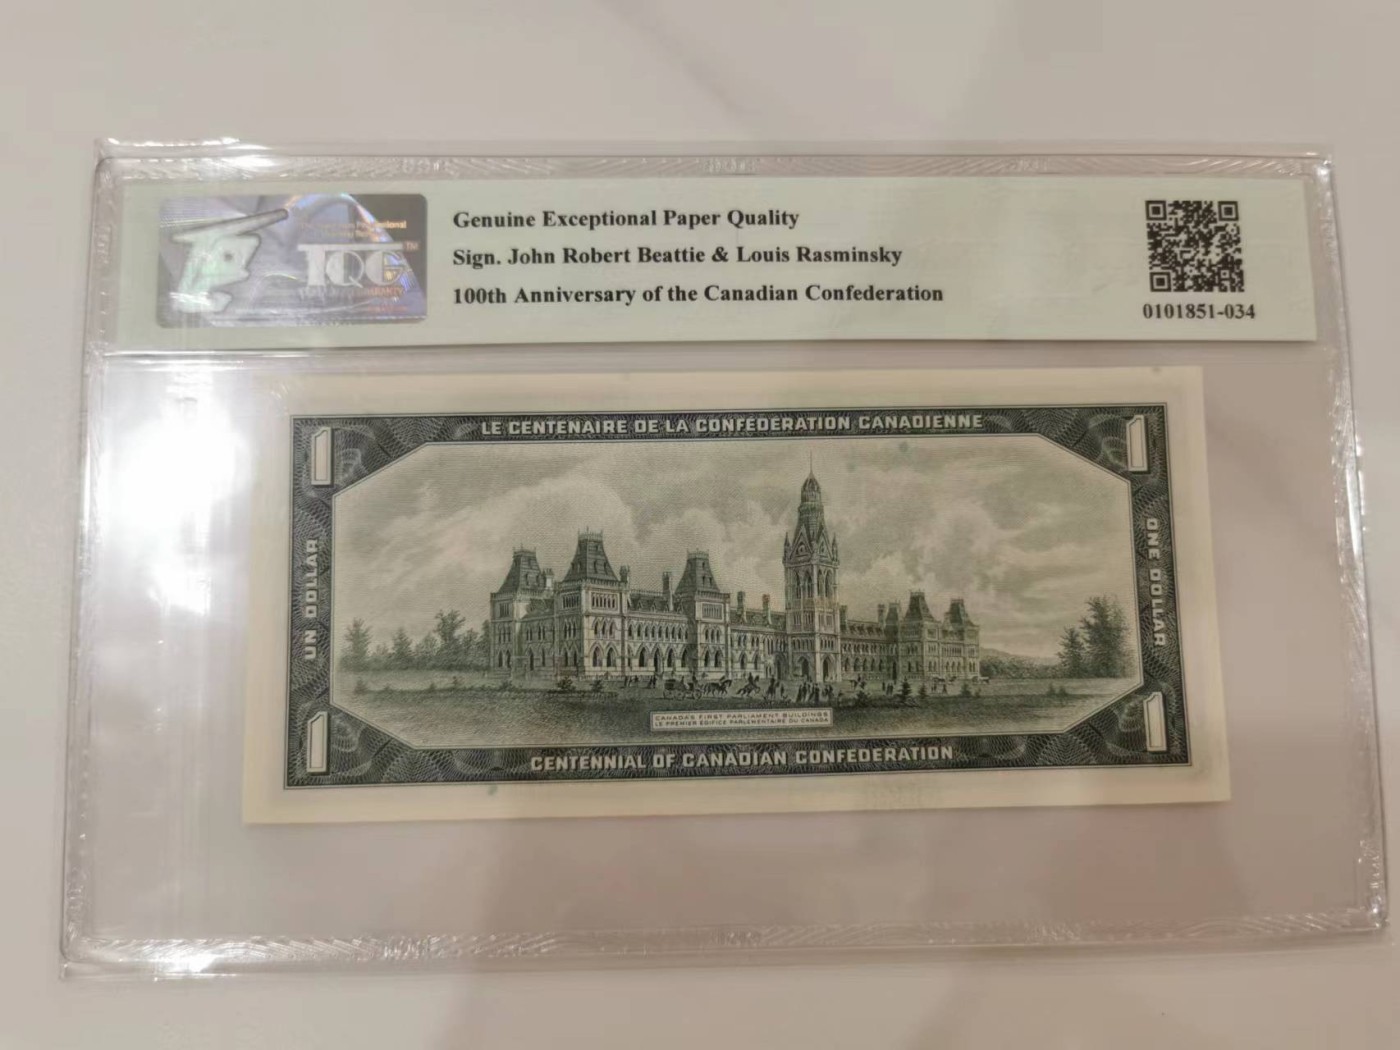 TQG
TM
Genuine Exceptional Paper Quality
Sign. John Robert Beattie & Louis Rasminsky
100th Anniversary of the Canadian Confederation
0101851-034
1
LE CENTENAIRE DE LA CONFÉDÉRATION CANADIENNE
1
UN DOLLAR
ONE DOLLAR
CANADA'S FIRST PARLIAMENT BUILDINGS
LE PREMIER ÉDIFICE PARLEMENTAIRE DU CANADA
1
CENTENNIAL OF CANADIAN CONFEDERATION
1